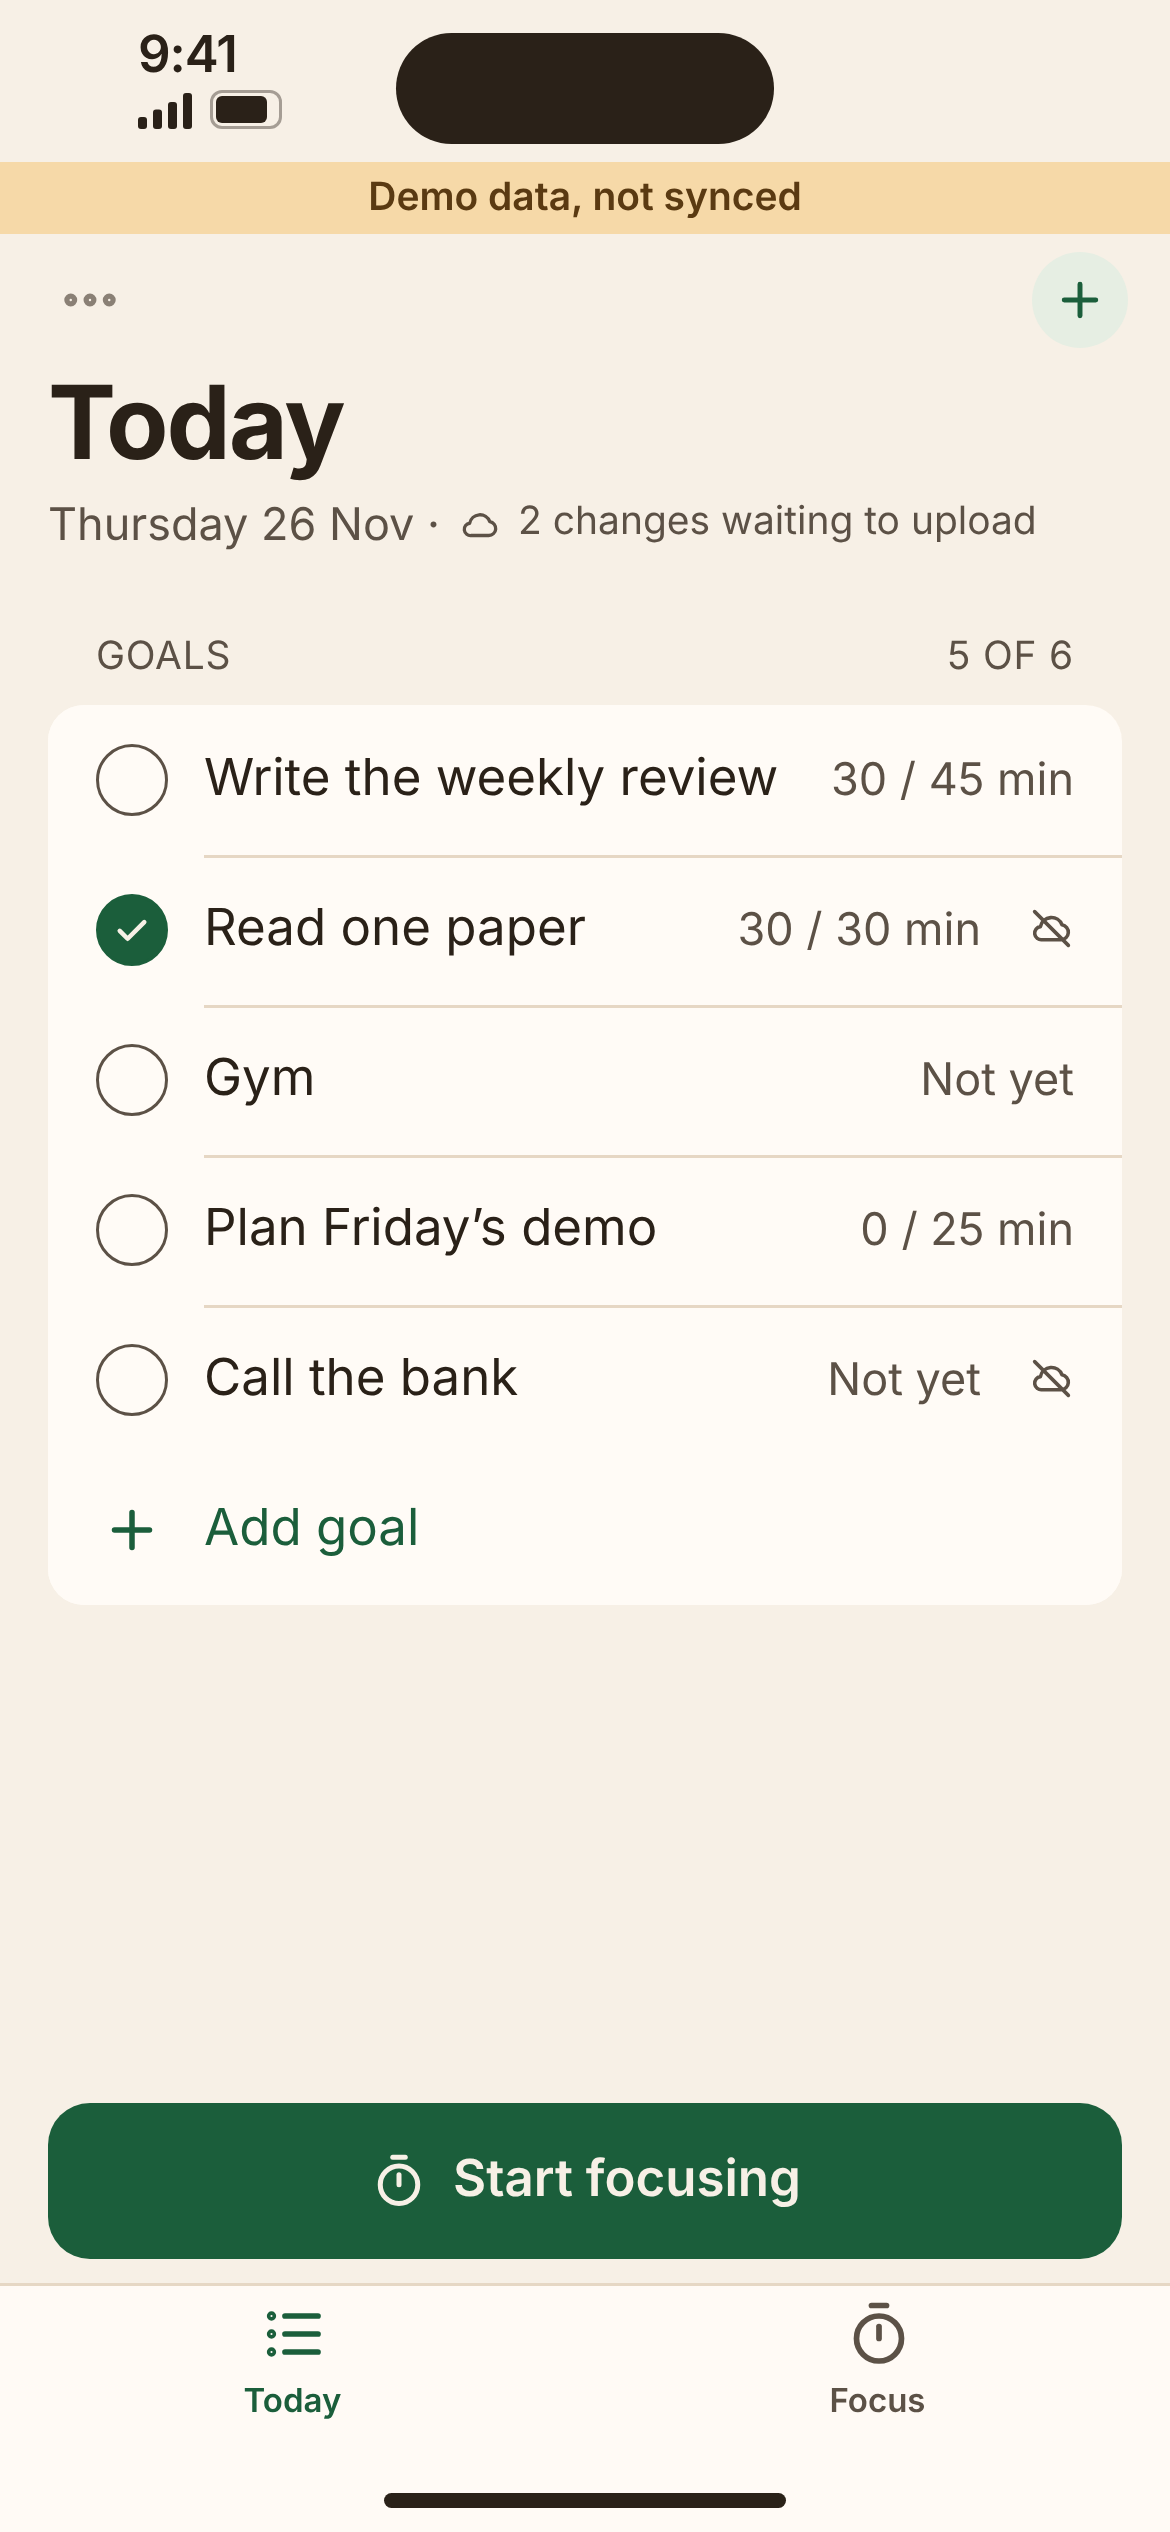 9:41
Demo data, not synced
Today
Thursday 26 Nov · 2 changes waiting to upload
GOALS 5 OF 6
Write the weekly review 30 / 45 min
Read one paper 30 / 30 min
Gym Not yet
Plan Friday’s demo 0 / 25 min
Call the bank Not yet
Add goal
Start focusing
Today Focus